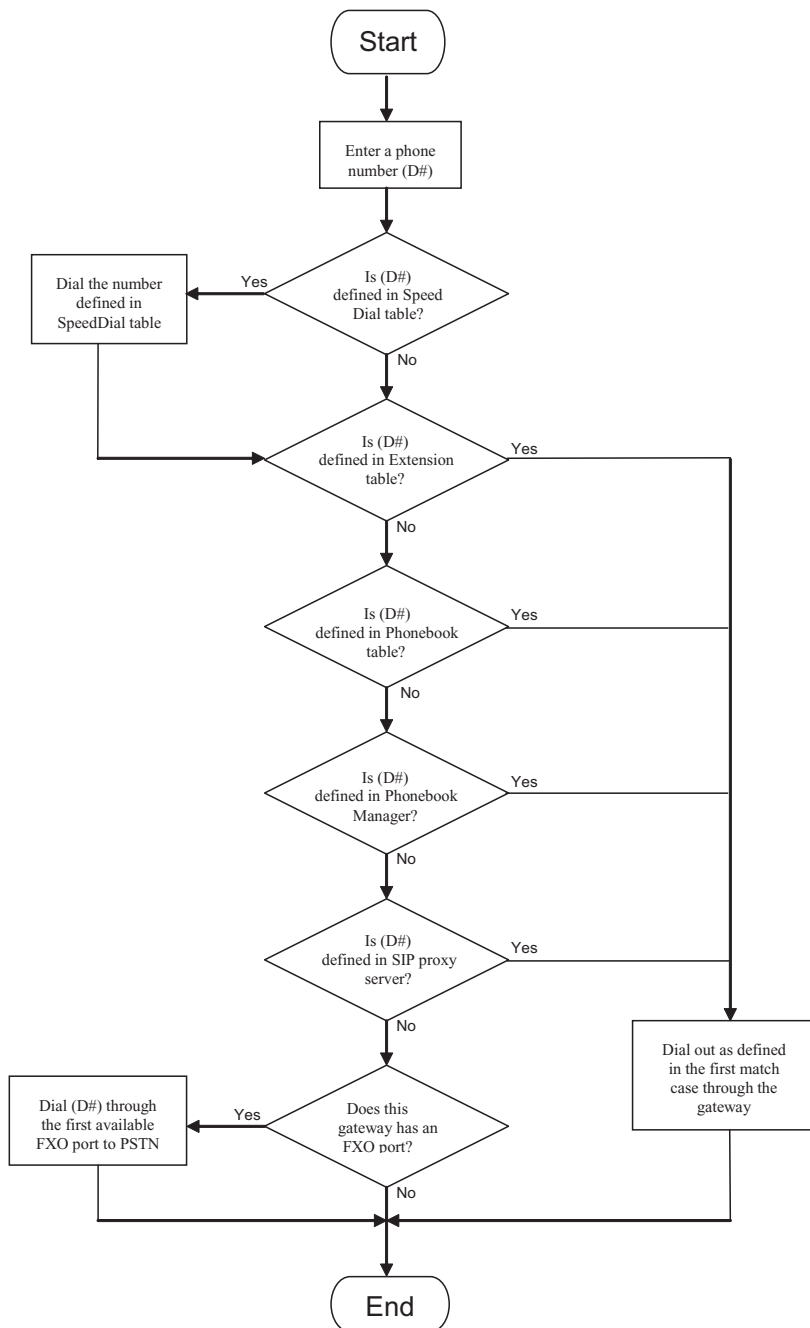 Start
Enter a phone
number (D#)
Is (D#)
defined in Speed
Dial table?
Yes
Dial the number
defined in
SpeedDial table
No
Is (D#)
defined in Extension
table?
Yes
No
Is (D#)
defined in Phonebook
table?
Yes
No
Is (D#)
defined in Phonebook
Manager?
Yes
No
Is (D#)
defined in SIP proxy
server?
Yes
No
Dial out as defined
in the first match
case through the
gateway
Does this
gateway has an
FXO port?
Yes
Dial (D#) through
the first available
FXO port to PSTN
No
End